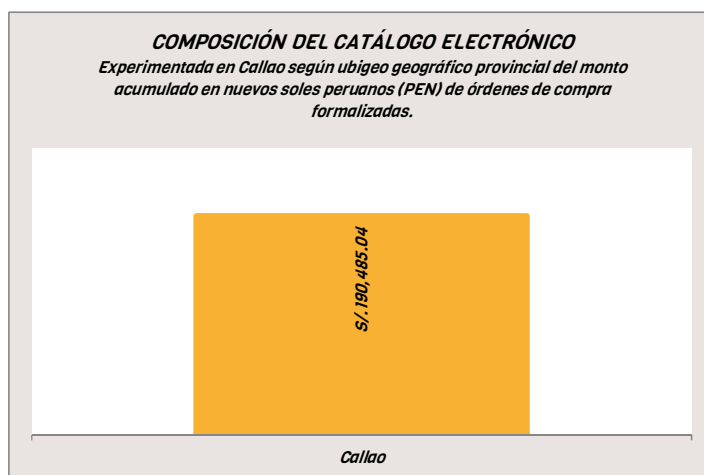 COMPOSICIÓN DEL CATÁLOGO ELECTRÓNICO
Experimentada en Callao según ubigeo geográfico provincial del monto
acumulado en nuevos soles peruanos (PEN) de órdenes de compra
formalizadas.
S/.190,485.04
Callao